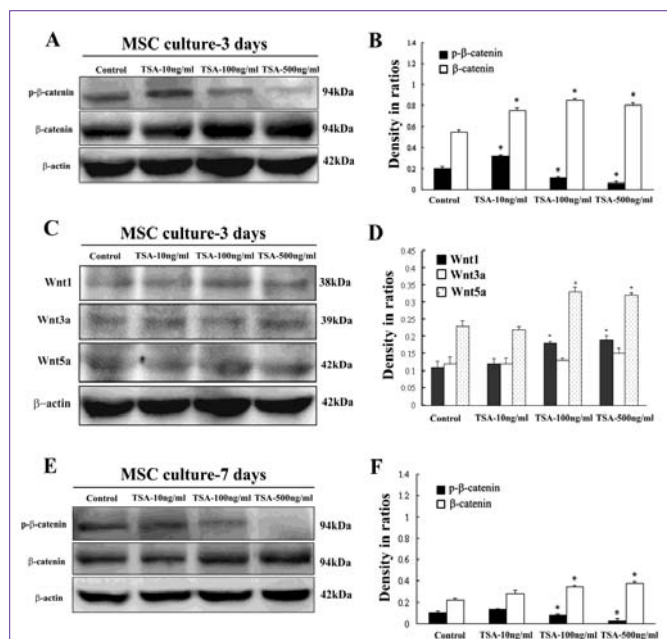 A
MSC culture-3 days
Control TSA-10ng/ml TSA-100ng/ml TSA-500ng/ml
p-β-catenin 94kDa
β-catenin 94kDa
β-actin 42kDa
B
p-β-catenin
β-catenin
Density in ratios
1.4
1.2
1
0.8
0.6
0.4
0.2
0
* * * * * *
Control TSA-10ng/ml TSA-100ng/ml TSA-500ng/ml
C
MSC culture-3 days
Control TSA-10ng/ml TSA-100ng/ml TSA-500ng/ml
Wnt1 38kDa
Wnt3a 39kDa
Wnt5a 42kDa
β-actin 42kDa
D
Wnt1
Wnt3a
Wnt5a
Density in ratios
0.45
0.4
0.35
0.3
0.25
0.2
0.15
0.1
0.05
0
* * * *
Control TSA-10ng/ml TSA-100ng/ml TSA-500ng/ml
E
MSC culture-7 days
Control TSA-10ng/ml TSA-100ng/ml TSA-500ng/ml
p-β-catenin 94kDa
β-catenin 94kDa
β-actin 42kDa
F
p-β-catenin
β-catenin
Density in ratios
1.4
1.2
1
0.8
0.6
0.4
0.2
0
* * * *
Control TSA-10ng/ml TSA-100ng/ml TSA-500ng/ml